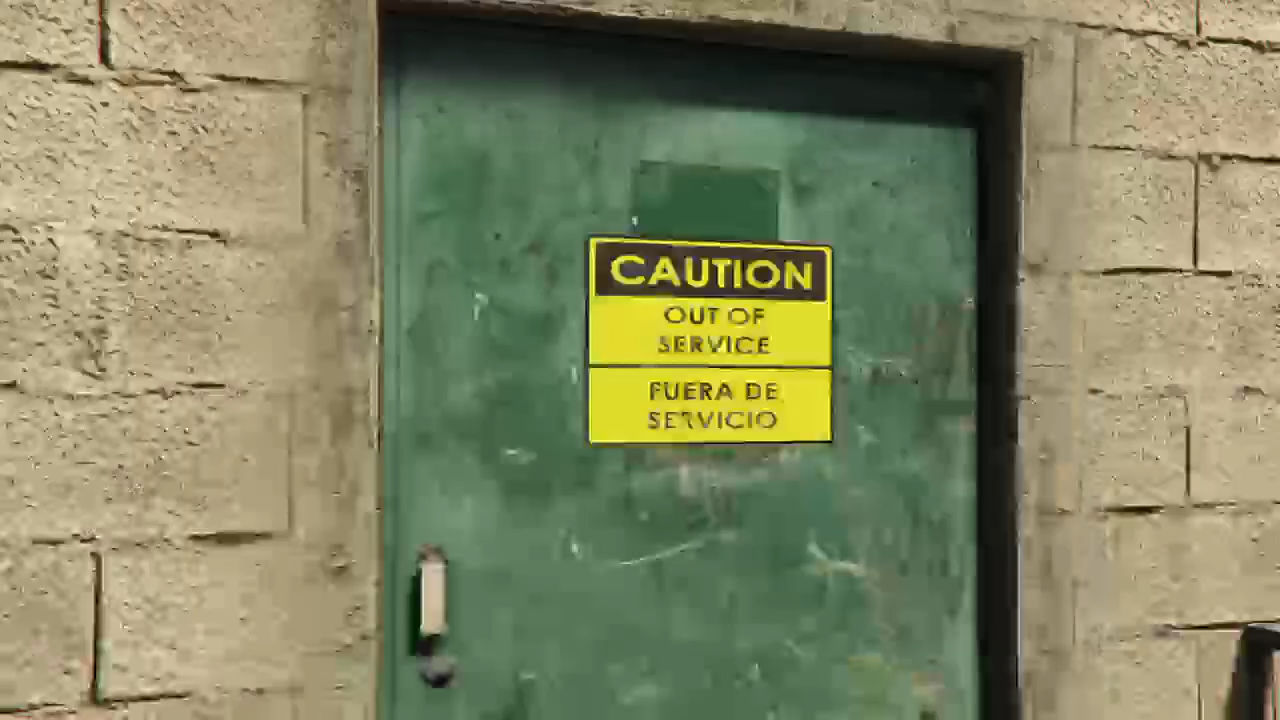 CAUTION
OUT OF
SERVICE
FUERA DE
SERVICIO